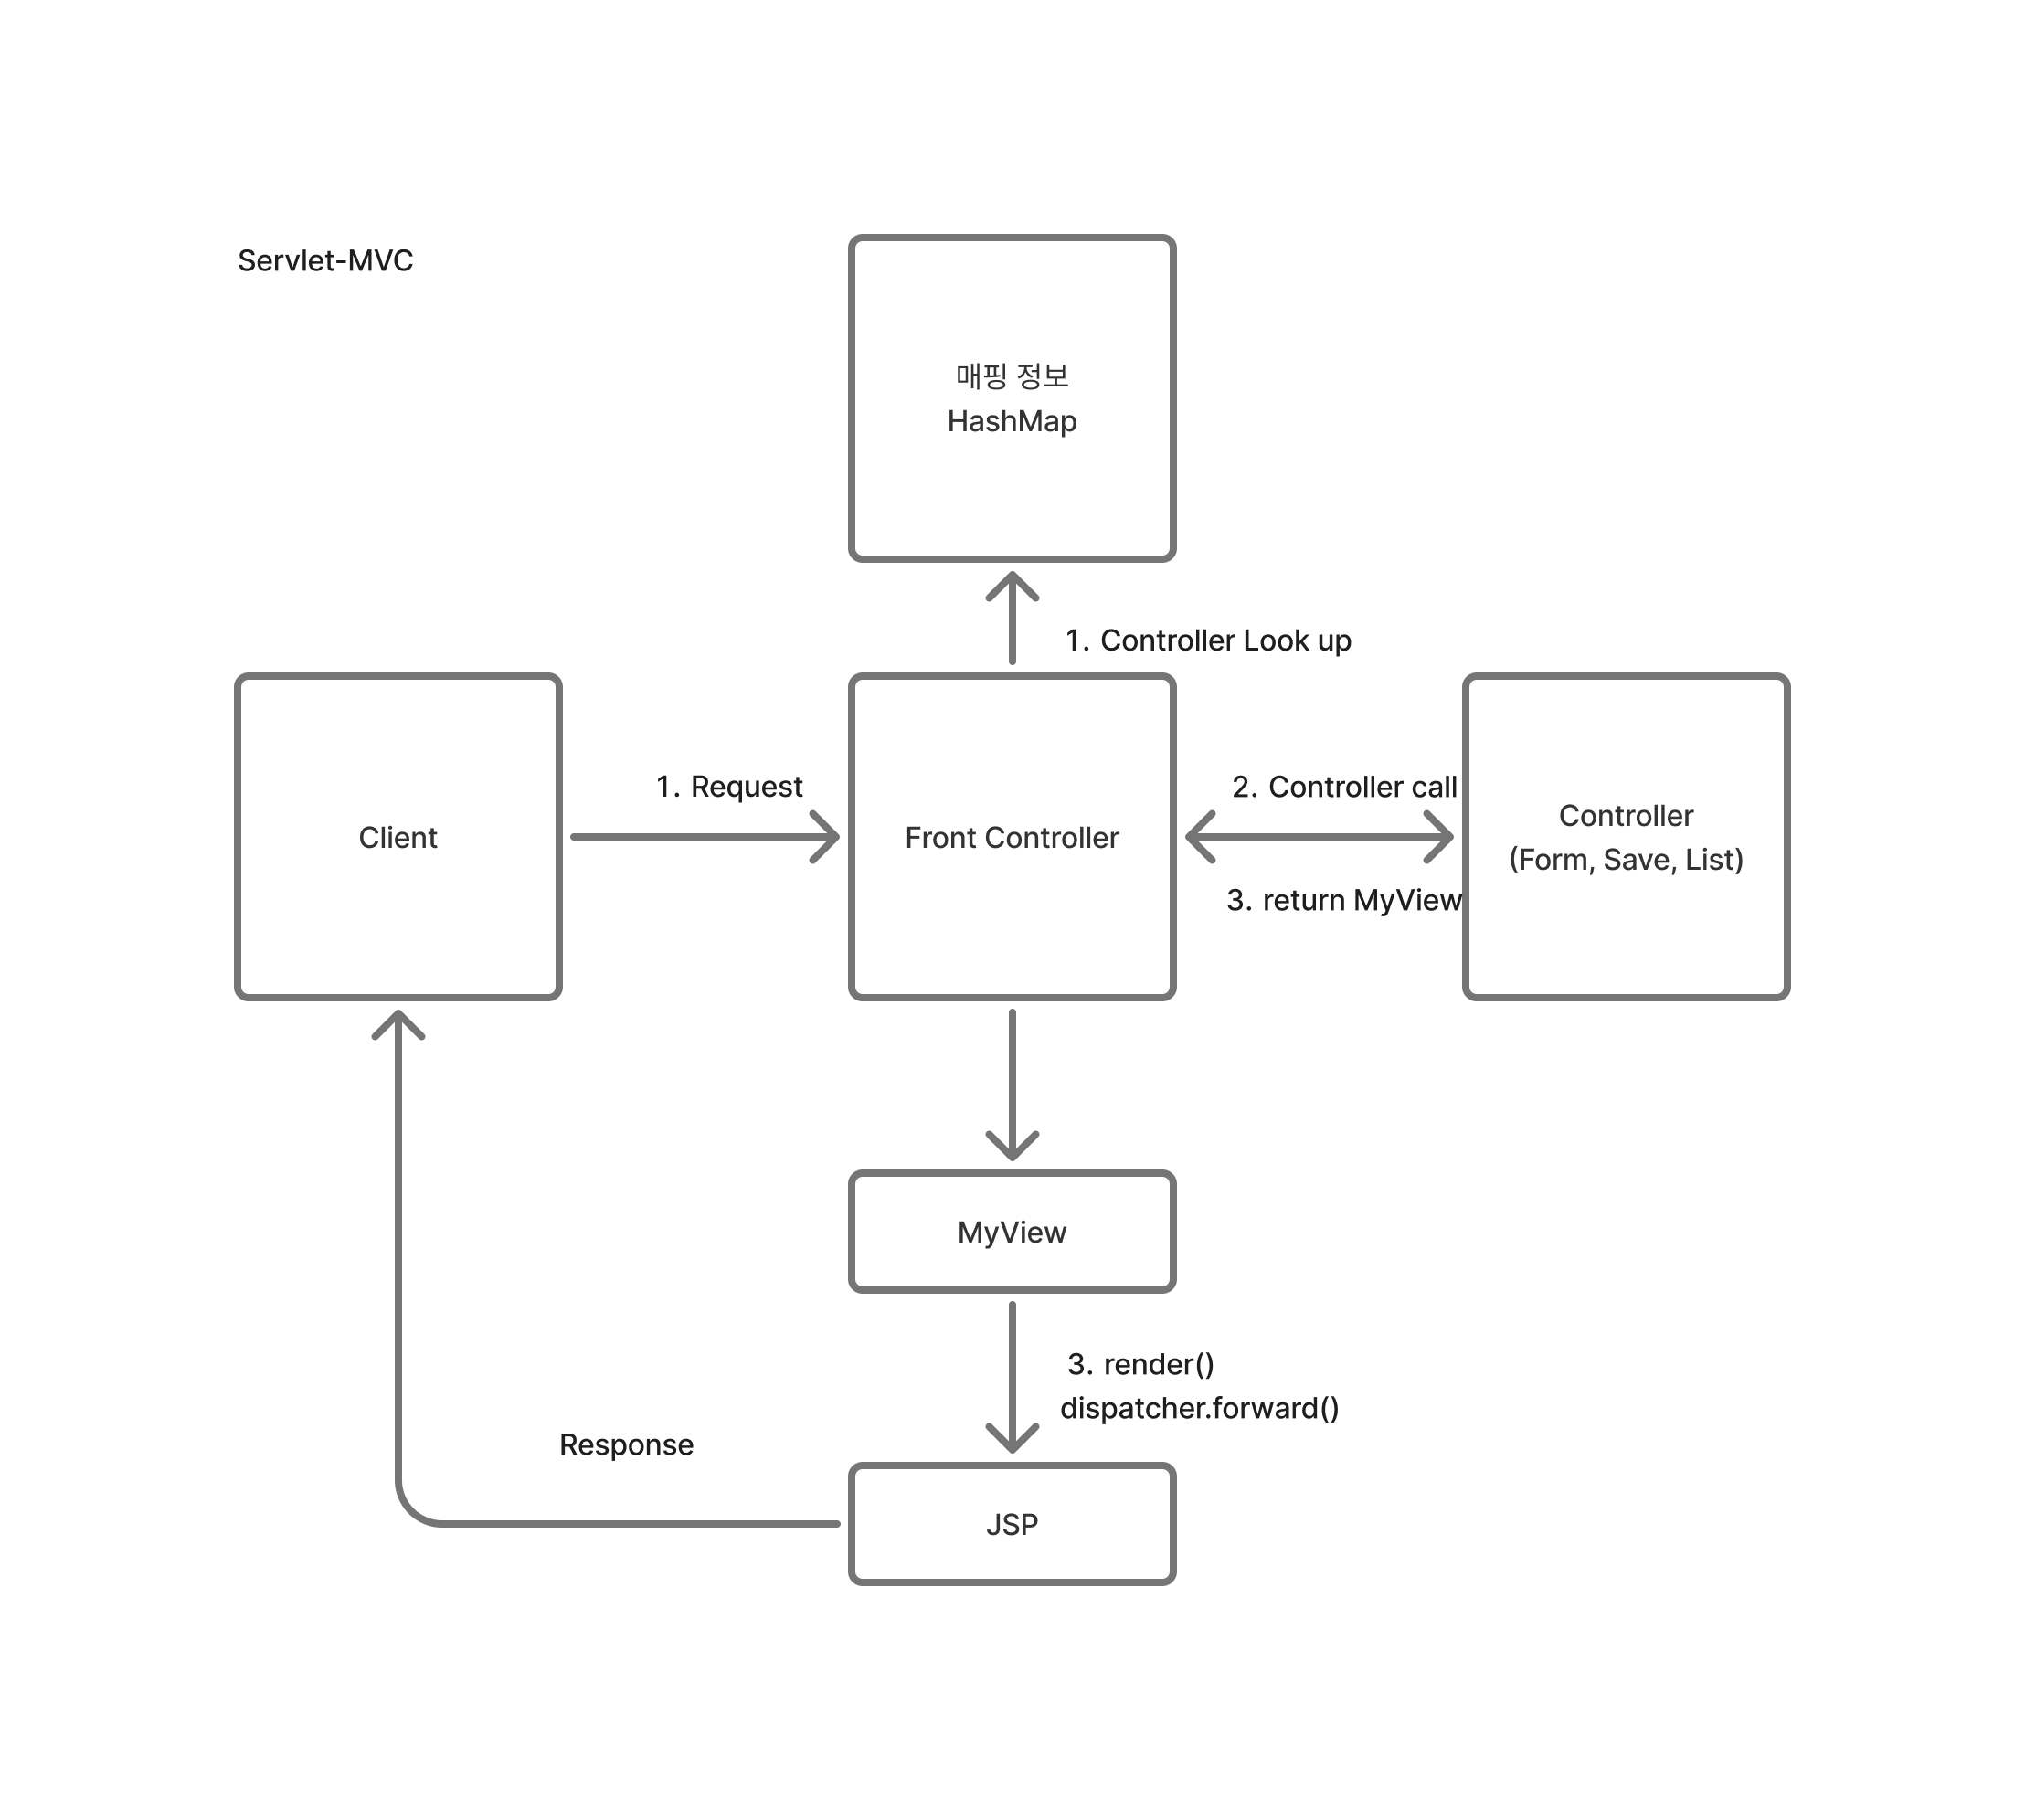 Servlet-MVC
매핑 정보
HashMap
1. Controller Look up
Client
1. Request
Front Controller
2. Controller call
3. return MyView
Controller
(Form, Save, List)
MyView
3. render()
dispatcher.forward()
Response
JSP